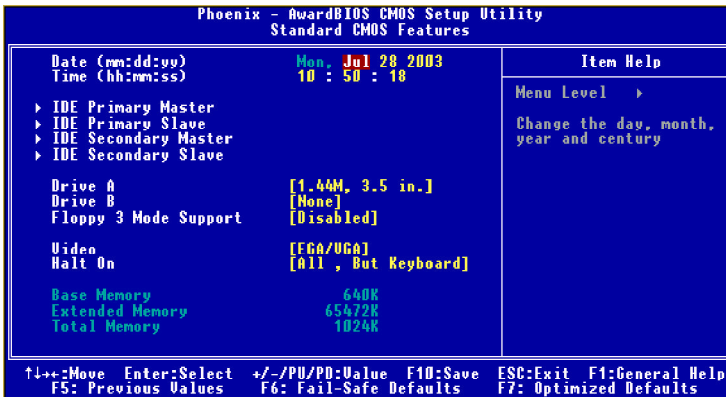 Phoenix - AwardBIOS CMOS Setup Utility
Standard CMOS Features
Date (mm:dd:yy) Mon, Jul 28 2003
Time (hh:mm:ss) 10 : 50 : 18
IDE Primary Master
IDE Primary Slave
IDE Secondary Master
IDE Secondary Slave
Drive A [1.44M, 3.5 in.]
Drive B [None]
Floppy 3 Mode Support [Disabled]
Video [EGA/VGA]
Halt On [All , But Keyboard]
Base Memory 640K
Extended Memory 65472K
Total Memory 1024K
Item Help
Menu Level
Change the day, month,
year and century
↑↓→←:Move Enter:Select +/-/PU/PD:Value F10:Save ESC:Exit F1:General Help
F5: Previous Values F6: Fail-Safe Defaults F7: Optimized Defaults